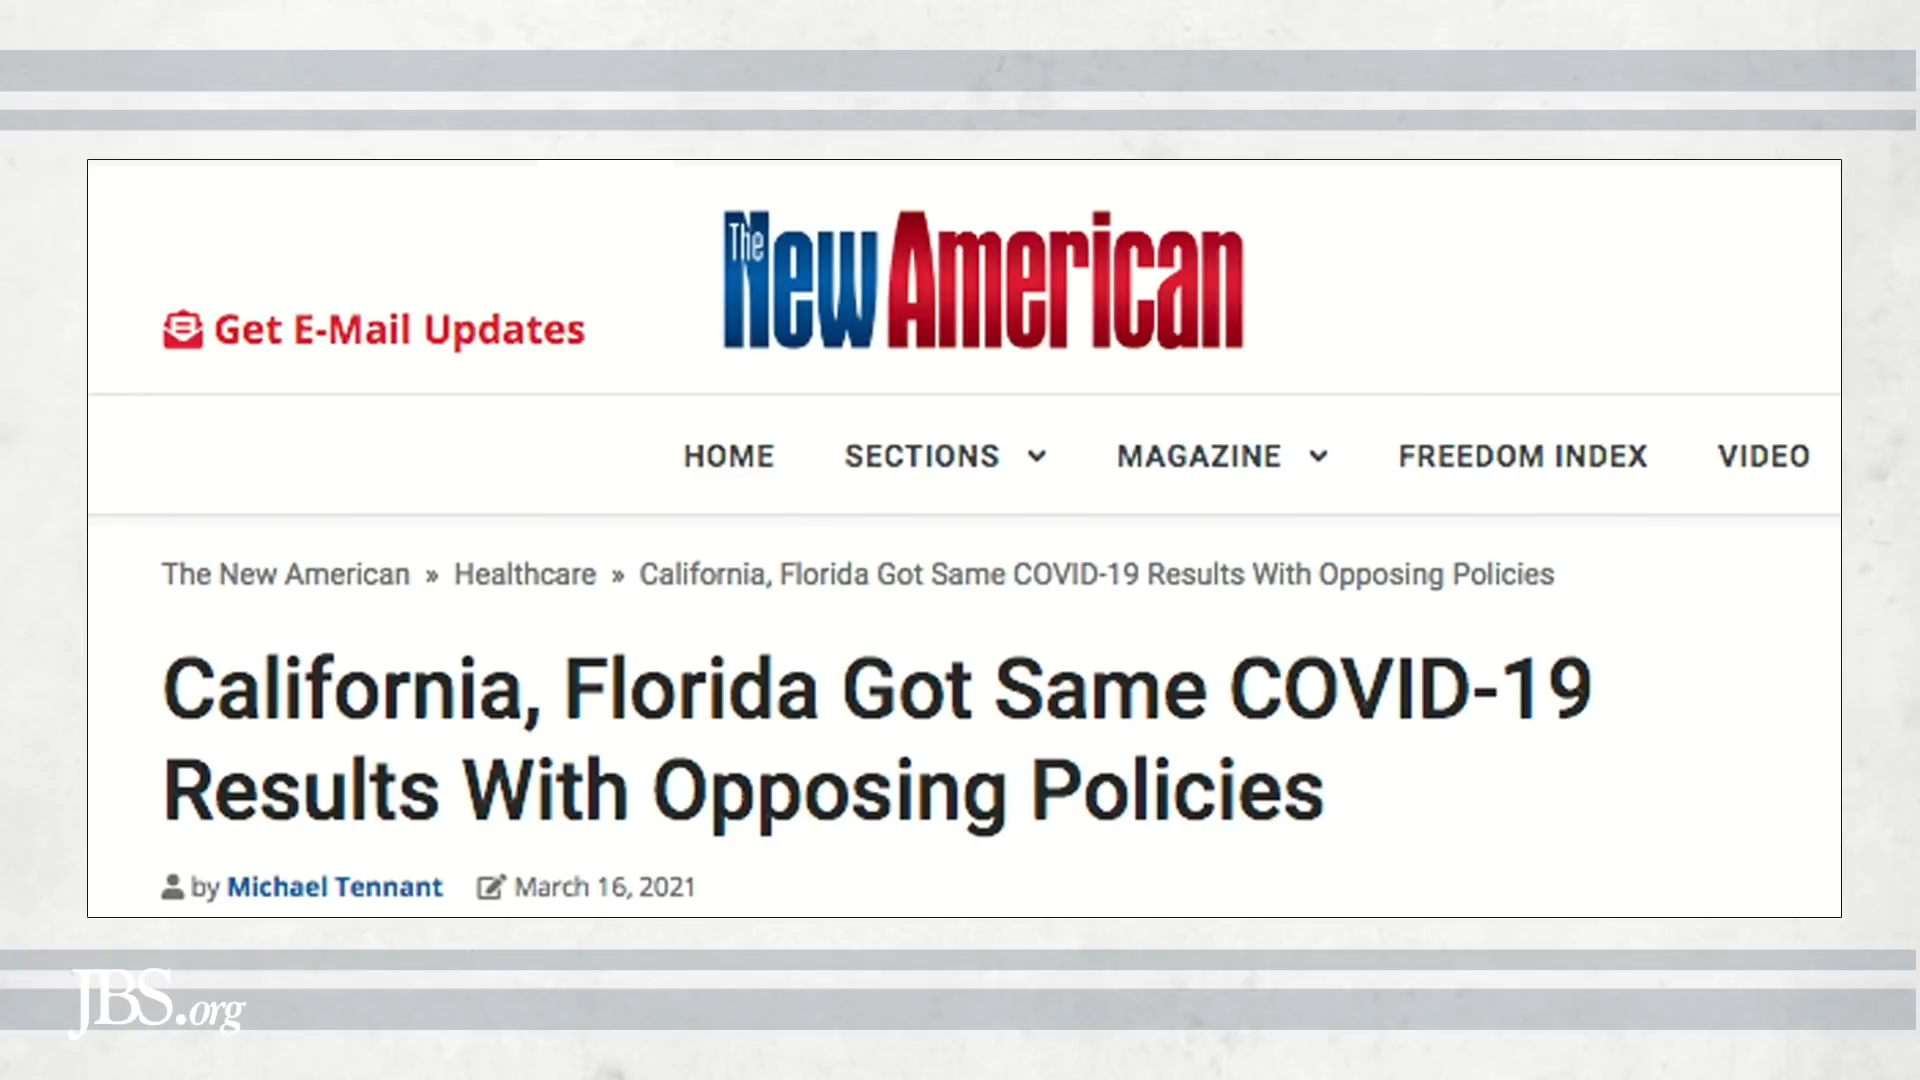 The New American
Get E-Mail Updates
HOME SECTIONS MAGAZINE FREEDOM INDEX VIDEO
The New American » Healthcare » California, Florida Got Same COVID-19 Results With Opposing Policies
California, Florida Got Same COVID-19
Results With Opposing Policies
by Michael Tennant March 16, 2021
JBS.org